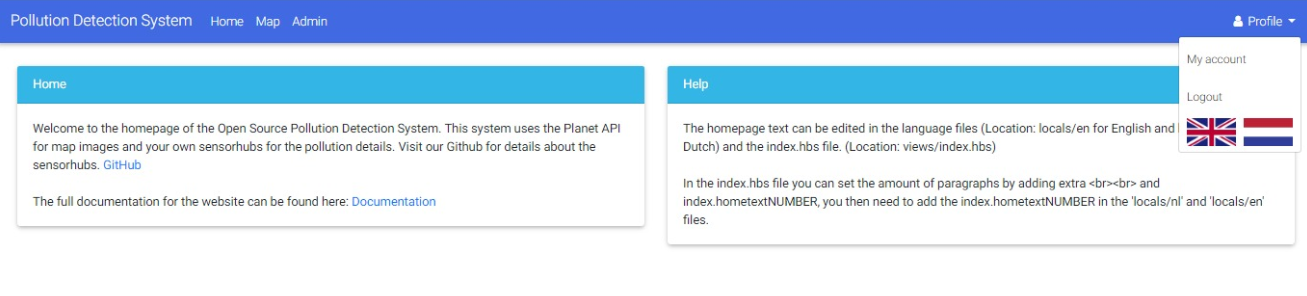 Pollution Detection System Home Map Admin Profile
My account
Logout
Home
Welcome to the homepage of the Open Source Pollution Detection System. This system uses the Planet API
for map images and your own sensorhubs for the pollution details. Visit our Github for details about the
sensorhubs. GitHub
The full documentation for the website can be found here: Documentation
Help
The homepage text can be edited in the language files (Location: locals/en for English and
Dutch) and the index.hbs file. (Location: views/index.hbs)
In the index.hbs file you can set the amount of paragraphs by adding extra <br><br> and
index.hometextNUMBER, you then need to add the index.hometextNUMBER in the 'locals/nl' and 'locals/en'
files.